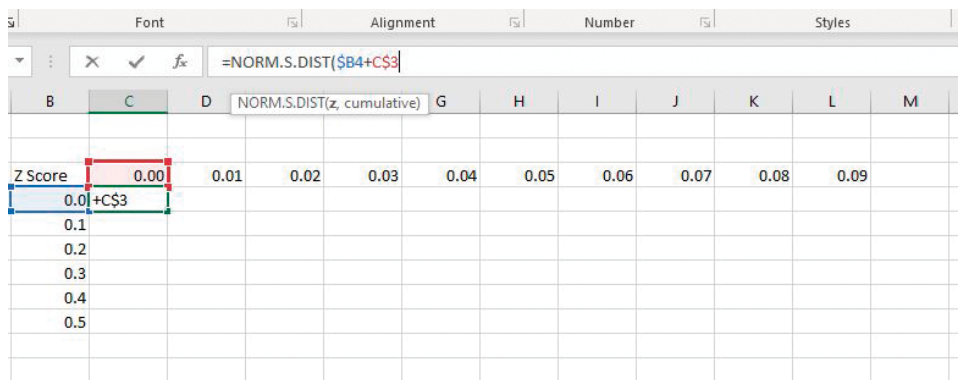 Font Alignment Number Styles
fx =NORM.S.DIST($B4+C$3
NORM.S.DIST(z, cumulative)
B C D G H I J K L M
Z Score 0.00 0.01 0.02 0.03 0.04 0.05 0.06 0.07 0.08 0.09
0.0 +C$3
0.1
0.2
0.3
0.4
0.5